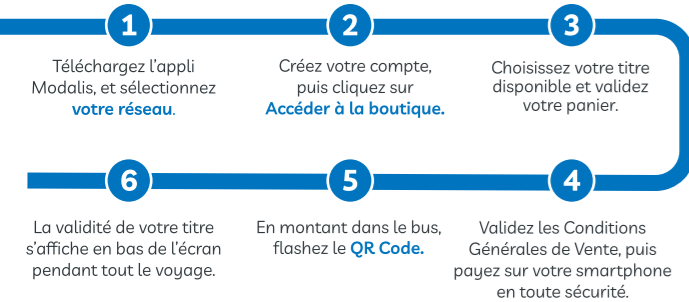 1
Téléchargez l'appli
Modalis, et sélectionnez
votre réseau.
2
Créez votre compte,
puis cliquez sur
Accéder à la boutique.
3
Choisissez votre titre
disponible et validez
votre panier.
4
Validez les Conditions
Générales de Vente, puis
payez sur votre smartphone
en toute sécurité.
5
En montant dans le bus,
flashez le QR Code.
6
La validité de votre titre
s'affiche en bas de l'écran
pendant tout le voyage.